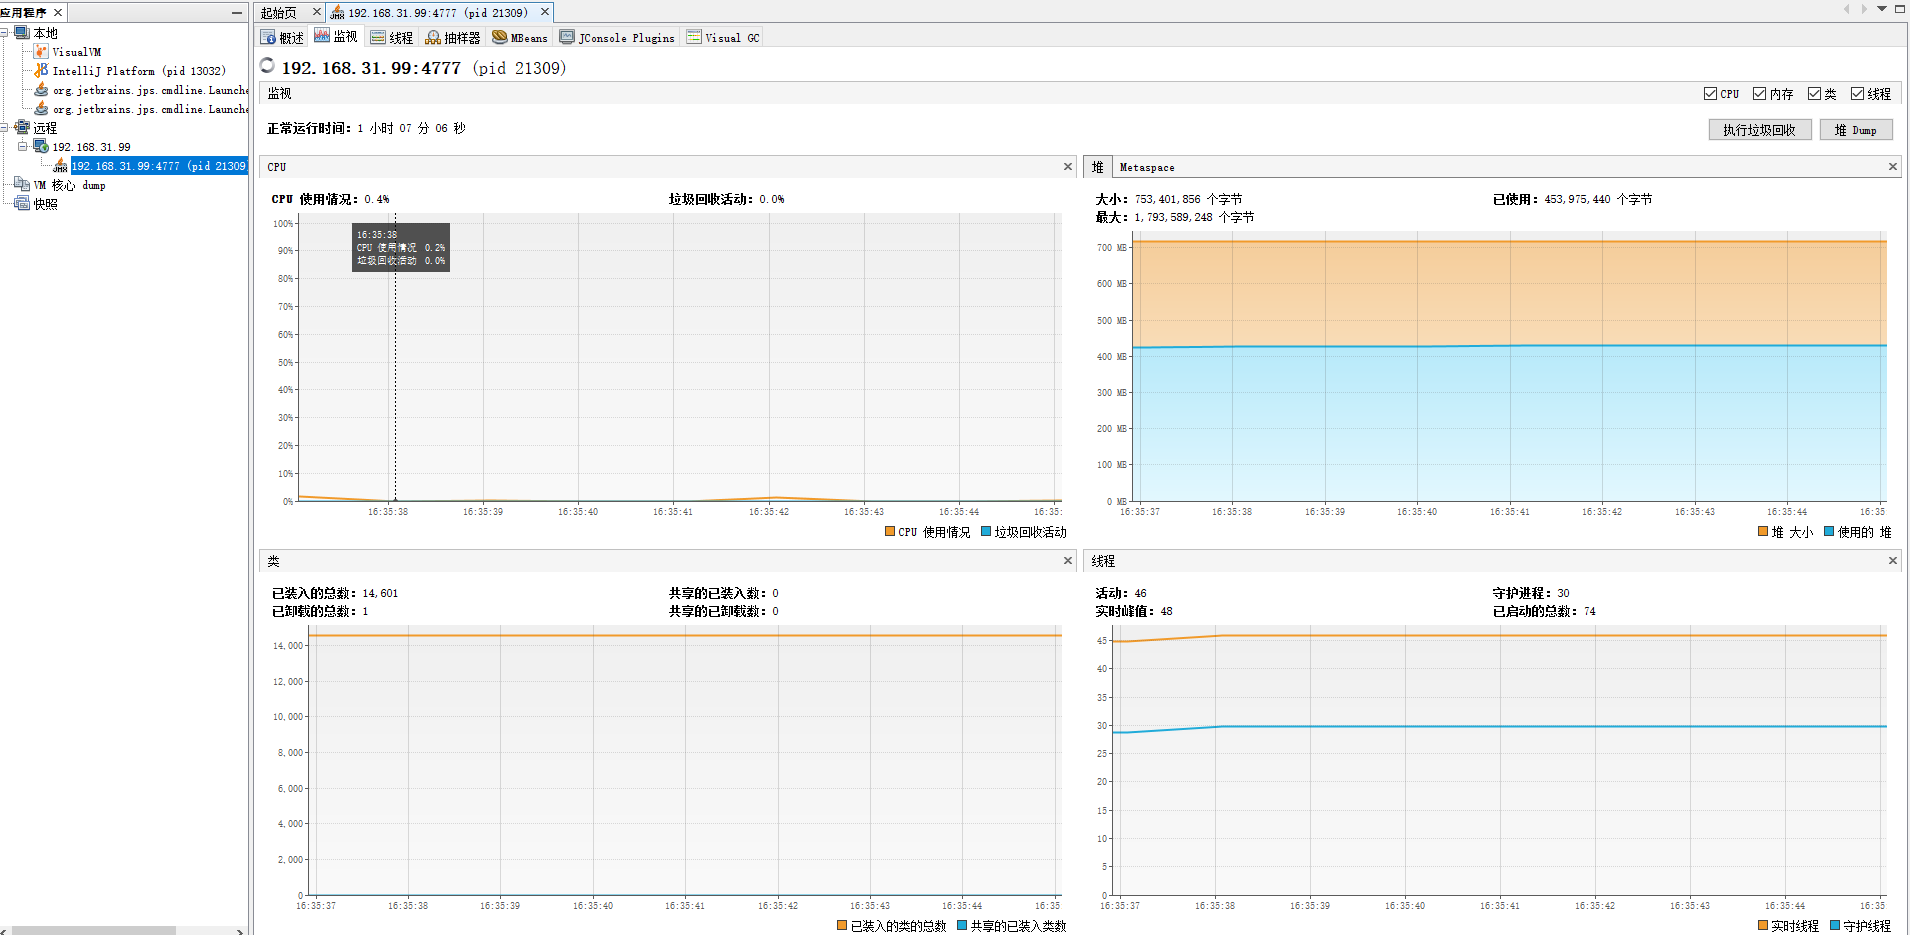 应用程序
本地
VisualVM
IntelliJ Platform (pid 13032)
org.jetbrains.jps.cmdline.Launche
org.jetbrains.jps.cmdline.Launche
远程
192.168.31.99
192.168.31.99:4777 (pid 21309)
VM 核心 dump
快照
起始页
192.168.31.99:4777 (pid 21309)
概述 监视 线程 抽样器 MBeans JConsole Plugins Visual GC
192.168.31.99:4777 (pid 21309)
监视
CPU 内存 类 线程
正常运行时间: 1 小时 07 分 06 秒
执行垃圾回收 堆 Dump
CPU
CPU 使用情况: 0.4% 垃圾回收活动: 0.0%
100%
90%
80%
70%
60%
50%
40%
30%
20%
10%
0%
16:35:38
CPU 使用情况 0.2%
垃圾回收活动 0.0%
16:35:38 16:35:39 16:35:40 16:35:41 16:35:42 16:35:43 16:35:44 16:35:
CPU 使用情况 垃圾回收活动
堆 Metaspace
大小: 753,401,856 个字节 已使用: 453,975,440 个字节
最大: 1,793,589,248 个字节
700 MB
600 MB
500 MB
400 MB
300 MB
200 MB
100 MB
0 MB
16:35:37 16:35:38 16:35:39 16:35:40 16:35:41 16:35:42 16:35:43 16:35:44 16:35
堆 大小 使用的 堆
类
已装入的总数: 14,601 共享的已装入数: 0
已卸载的总数: 1 共享的已卸载数: 0
14,000
12,000
10,000
8,000
6,000
4,000
2,000
0
16:35:37 16:35:38 16:35:39 16:35:40 16:35:41 16:35:42 16:35:43 16:35:44 16:35:
已装入的类的总数 共享的已装入类数
线程
活动: 46 守护进程: 30
实时峰值: 48 已启动的总数: 74
45
40
35
30
25
20
15
10
5
0
16:35:37 16:35:38 16:35:39 16:35:40 16:35:41 16:35:42 16:35:43 16:35:44 16:35:
实时线程 守护线程